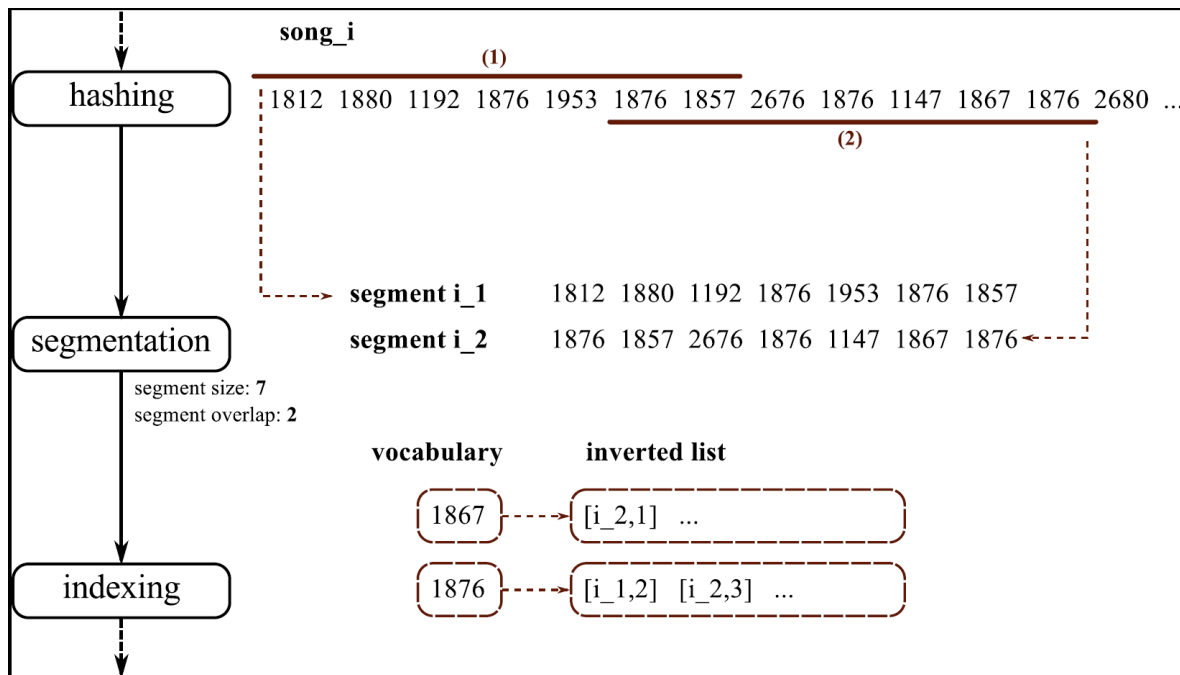 song_i
(1)
hashing
1812 1880 1192 1876 1953 1876 1857 2676 1876 1147 1867 1876 2680 ...
(2)
segment i_1 1812 1880 1192 1876 1953 1876 1857
segmentation
segment i_2 1876 1857 2676 1876 1147 1867 1876
segment size: 7
segment overlap: 2
vocabulary inverted list
1867 [i_2,1] ...
indexing
1876 [i_1,2] [i_2,3] ...